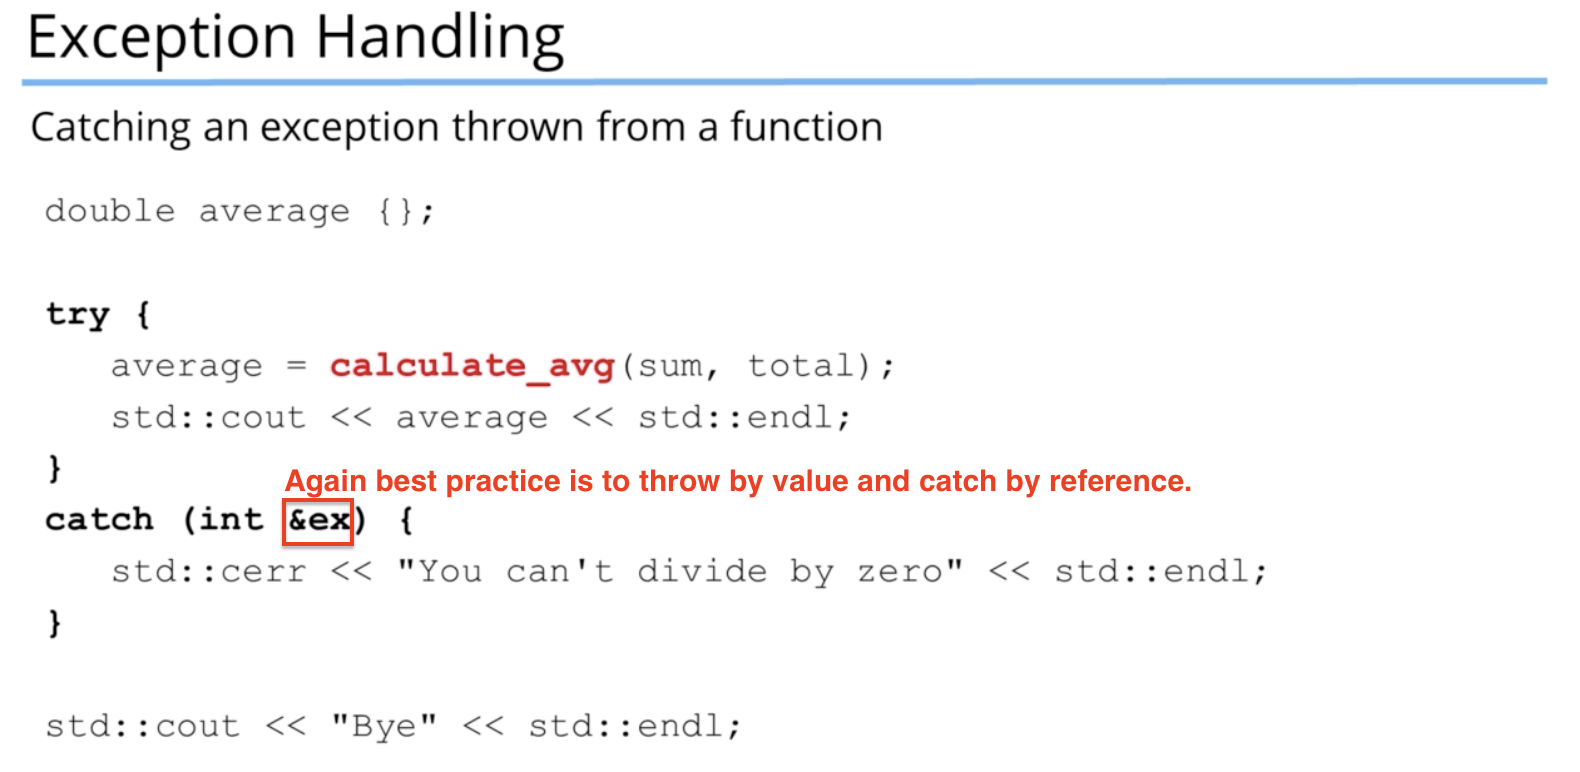 Exception Handling
Catching an exception thrown from a function
double average {};
try {
average = calculate_avg(sum, total);
std::cout << average << std::endl;
}
Again best practice is to throw by value and catch by reference.
catch (int &ex) {
std::cerr << "You can't divide by zero" << std::endl;
}
std::cout << "Bye" << std::endl;